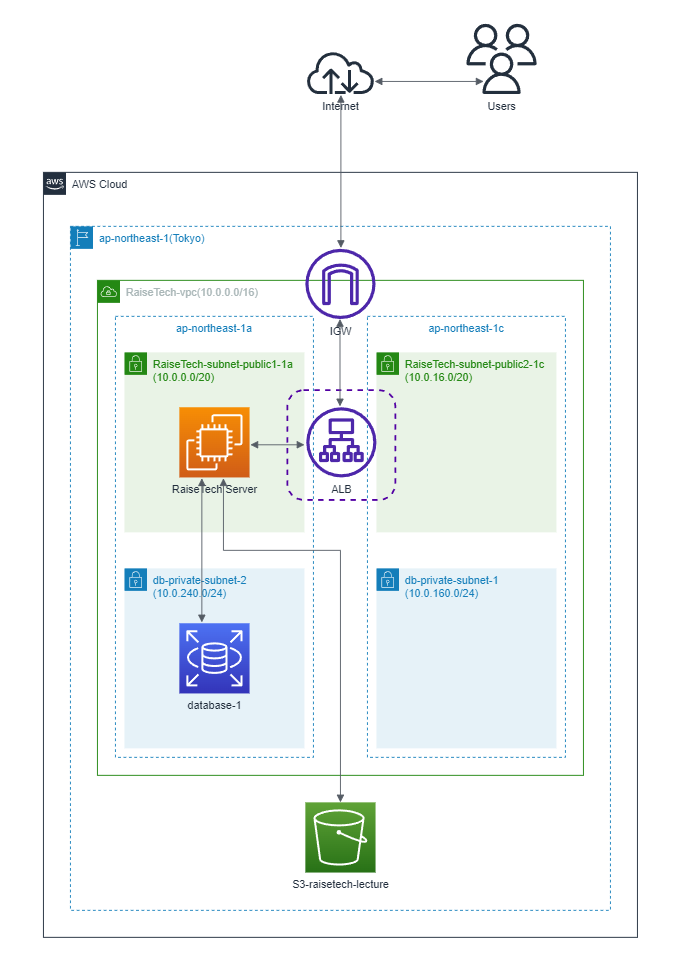 Internet
Users
aws
AWS Cloud
ap-northeast-1(Tokyo)
RaiseTech-vpc(10.0.0.0/16)
IGW
ap-northeast-1a
ap-northeast-1c
RaiseTech-subnet-public1-1a
(10.0.0.0/20)
RaiseTech-subnet-public2-1c
(10.0.16.0/20)
RaiseTech Server
ALB
db-private-subnet-2
(10.0.240.0/24)
db-private-subnet-1
(10.0.160.0/24)
database-1
S3-raisetech-lecture